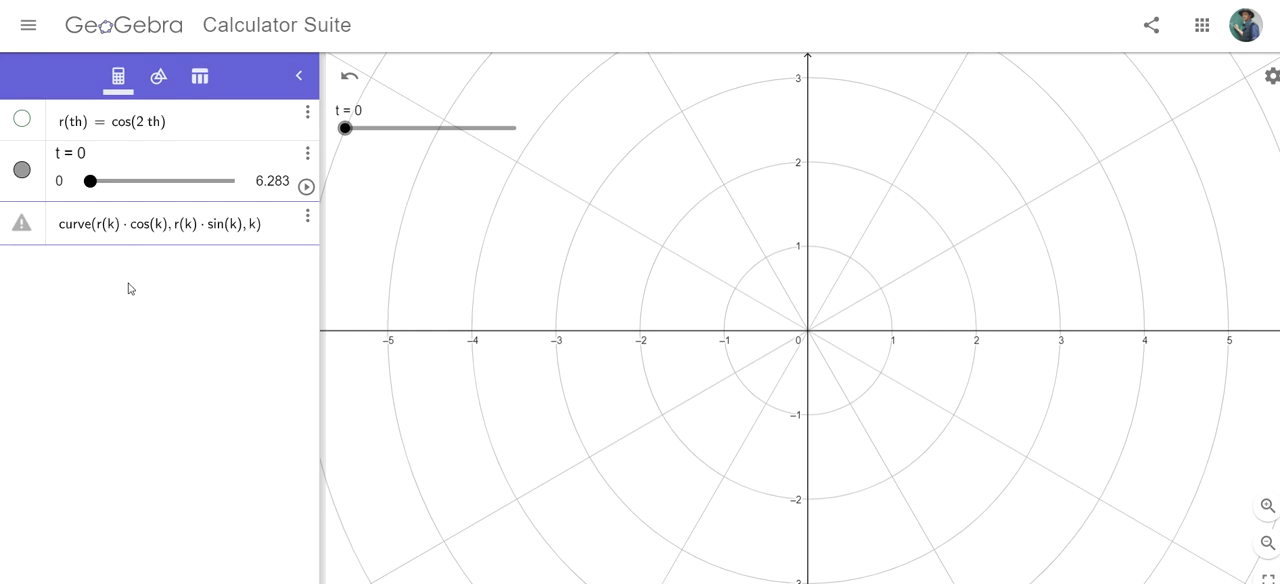 GeoGebra Calculator Suite
r(th) = cos(2 th)
t = 0
0 6.283
curve(r(k) · cos(k), r(k) · sin(k), k)
t = 0
3
2
1
−5 −4 −3 −2 −1 0 1 2 3 4 5
−1
−2
−3